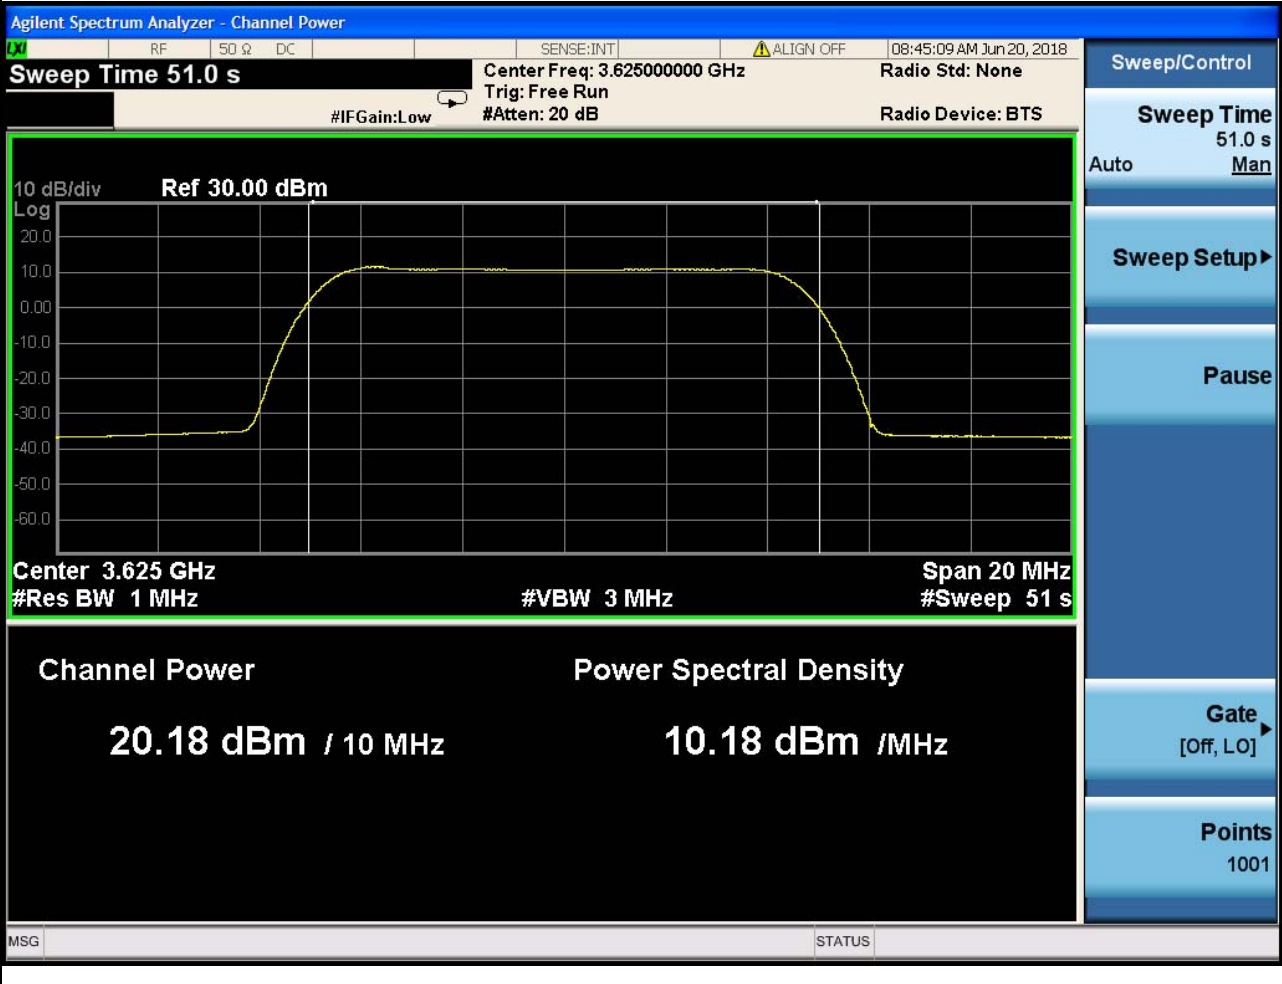 Agilent Spectrum Analyzer - Channel Power
LXI RF 50 Ω DC SENSE:INT ALIGN OFF 08:45:09 AM Jun 20, 2018
Sweep Time 51.0 s
Center Freq: 3.625000000 GHz
Radio Std: None
Trig: Free Run
#IFGain:Low
#Atten: 20 dB
Radio Device: BTS
10 dB/div Ref 30.00 dBm
Log
20.0
10.0
0.00
-10.0
-20.0
-30.0
-40.0
-50.0
-60.0
Center 3.625 GHz Span 20 MHz
#Res BW 1 MHz #VBW 3 MHz #Sweep 51 s
Channel Power Power Spectral Density
20.18 dBm / 10 MHz 10.18 dBm /MHz
Sweep/Control
Sweep Time
51.0 s
Auto Man
Sweep Setup
Pause
Gate
[Off, LO]
Points
1001
MSG STATUS